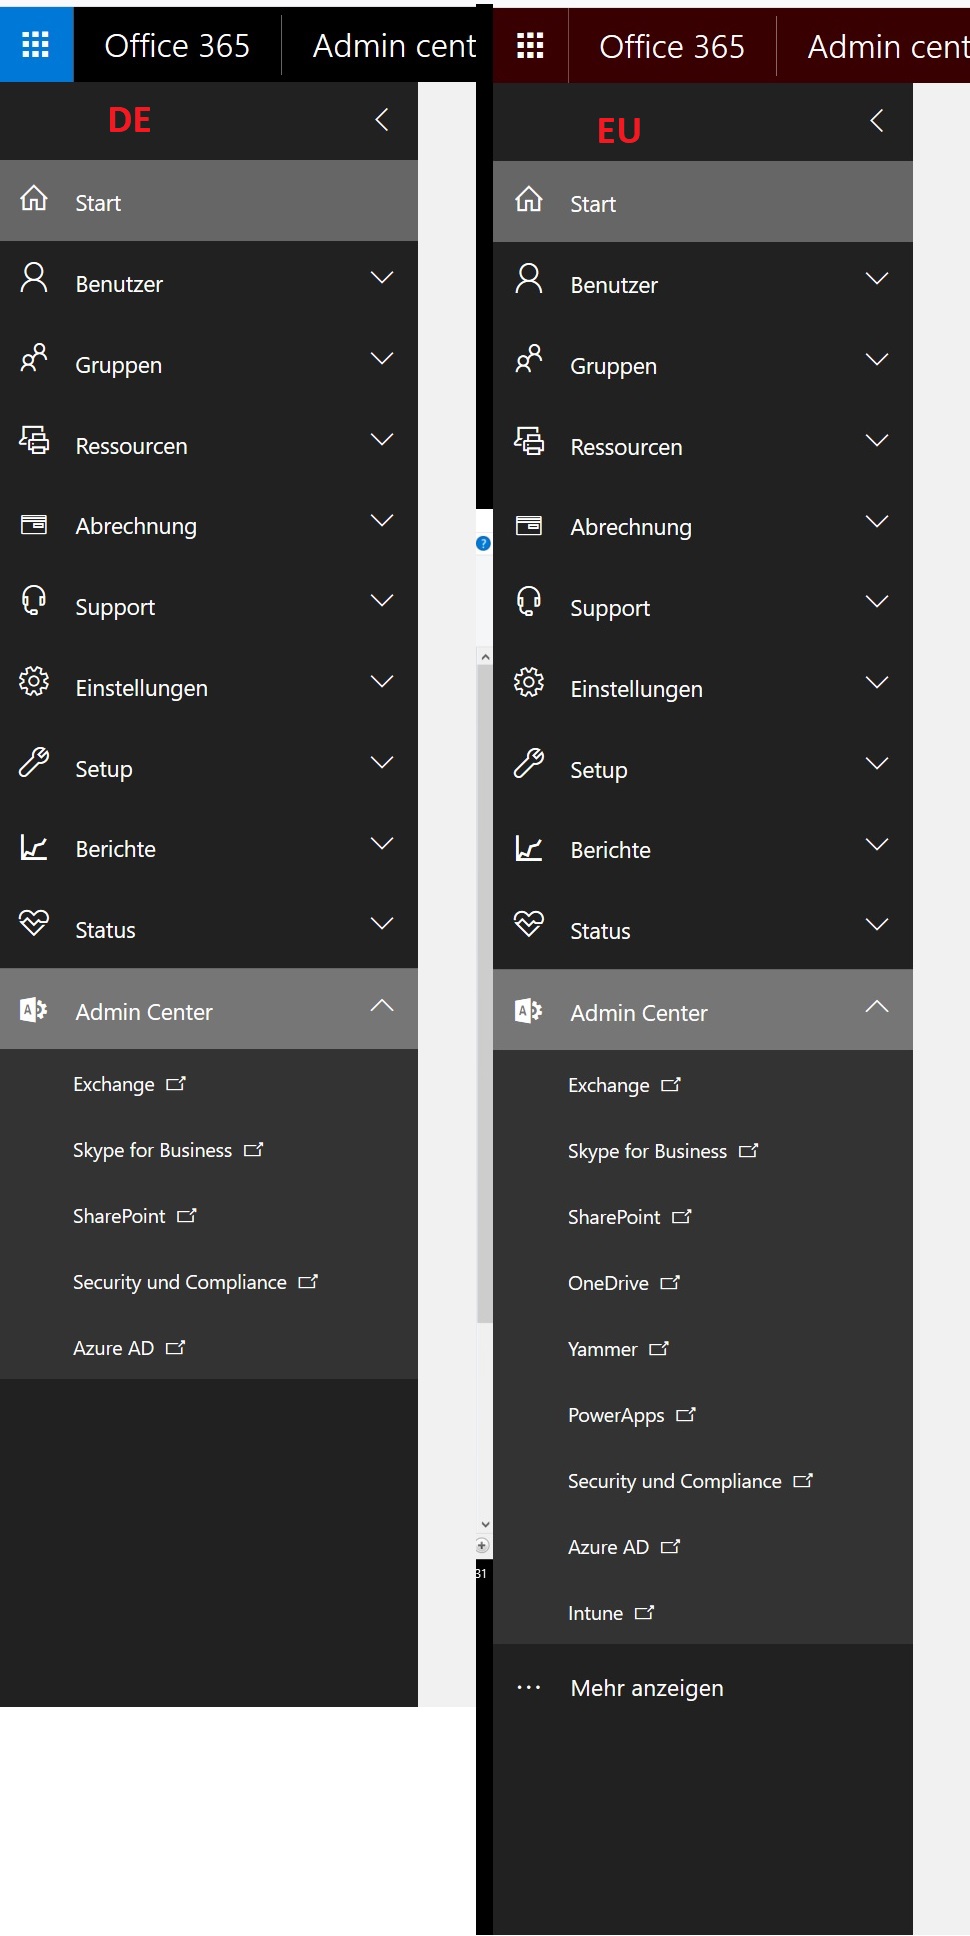 Office 365 Admin cent
DE
Start
Benutzer
Gruppen
Ressourcen
Abrechnung
Support
Einstellungen
Setup
Berichte
Status
Admin Center
Exchange
Skype for Business
SharePoint
Security und Compliance
Azure AD
?
31
Office 365 Admin cent
EU
Start
Benutzer
Gruppen
Ressourcen
Abrechnung
Support
Einstellungen
Setup
Berichte
Status
Admin Center
Exchange
Skype for Business
SharePoint
OneDrive
Yammer
PowerApps
Security und Compliance
Azure AD
Intune
... Mehr anzeigen